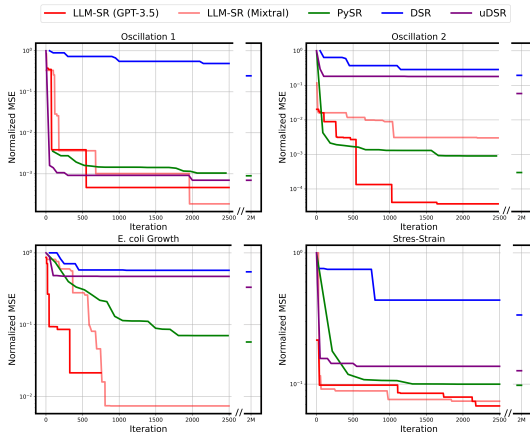 LLM-SR (GPT-3.5) LLM-SR (Mixtral) PySR DSR uDSR
Oscillation 1
Normalized MSE
10⁰
10⁻¹
10⁻²
10⁻³
0 500 1000 1500 2000 2500 // 2M
Iteration
Oscillation 2
Normalized MSE
10⁰
10⁻¹
10⁻²
10⁻³
10⁻⁴
0 500 1000 1500 2000 2500 // 2M
Iteration
E. coli Growth
Normalized MSE
10⁰
10⁻¹
10⁻²
0 500 1000 1500 2000 2500 // 2M
Iteration
Stres-Strain
Normalized MSE
10⁰
10⁻¹
0 500 1000 1500 2000 2500 // 2M
Iteration